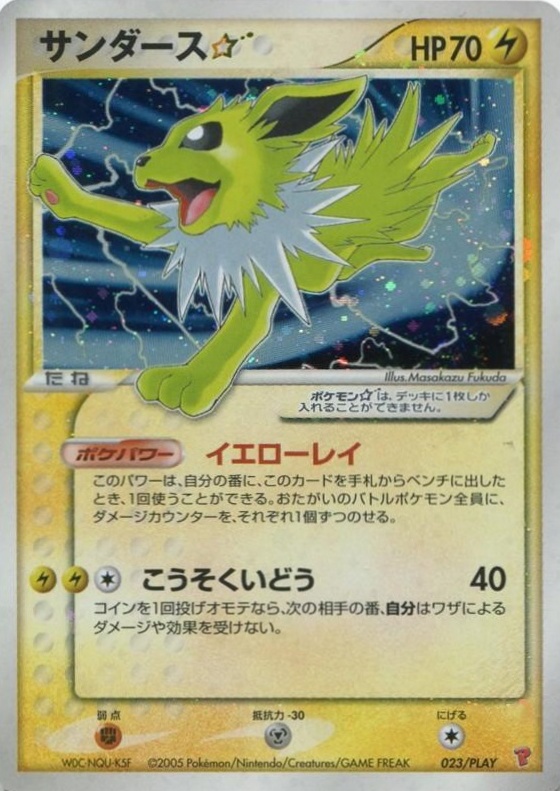 サンダース☆
HP70
たね
Illus.Masakazu Fukuda
ポケモン☆は、デッキに1枚しか
入れることができません。
ポケパワー イエローレイ
このパワーは、自分の番に、このカードを手札からベンチに出した
とき、1回使うことができる。おたがいのバトルポケモン全員に、
ダメージカウンターを、それぞれ1個ずつのせる。
こうそくいどう 40
コインを1回投げオモテなら、次の相手の番、自分はワザによる
ダメージや効果を受けない。
弱点 抵抗力 -30 にげる
WDC NQU-K5F ©2005 Pokémon/Nintendo/Creatures/GAME FREAK 023/PLAY P